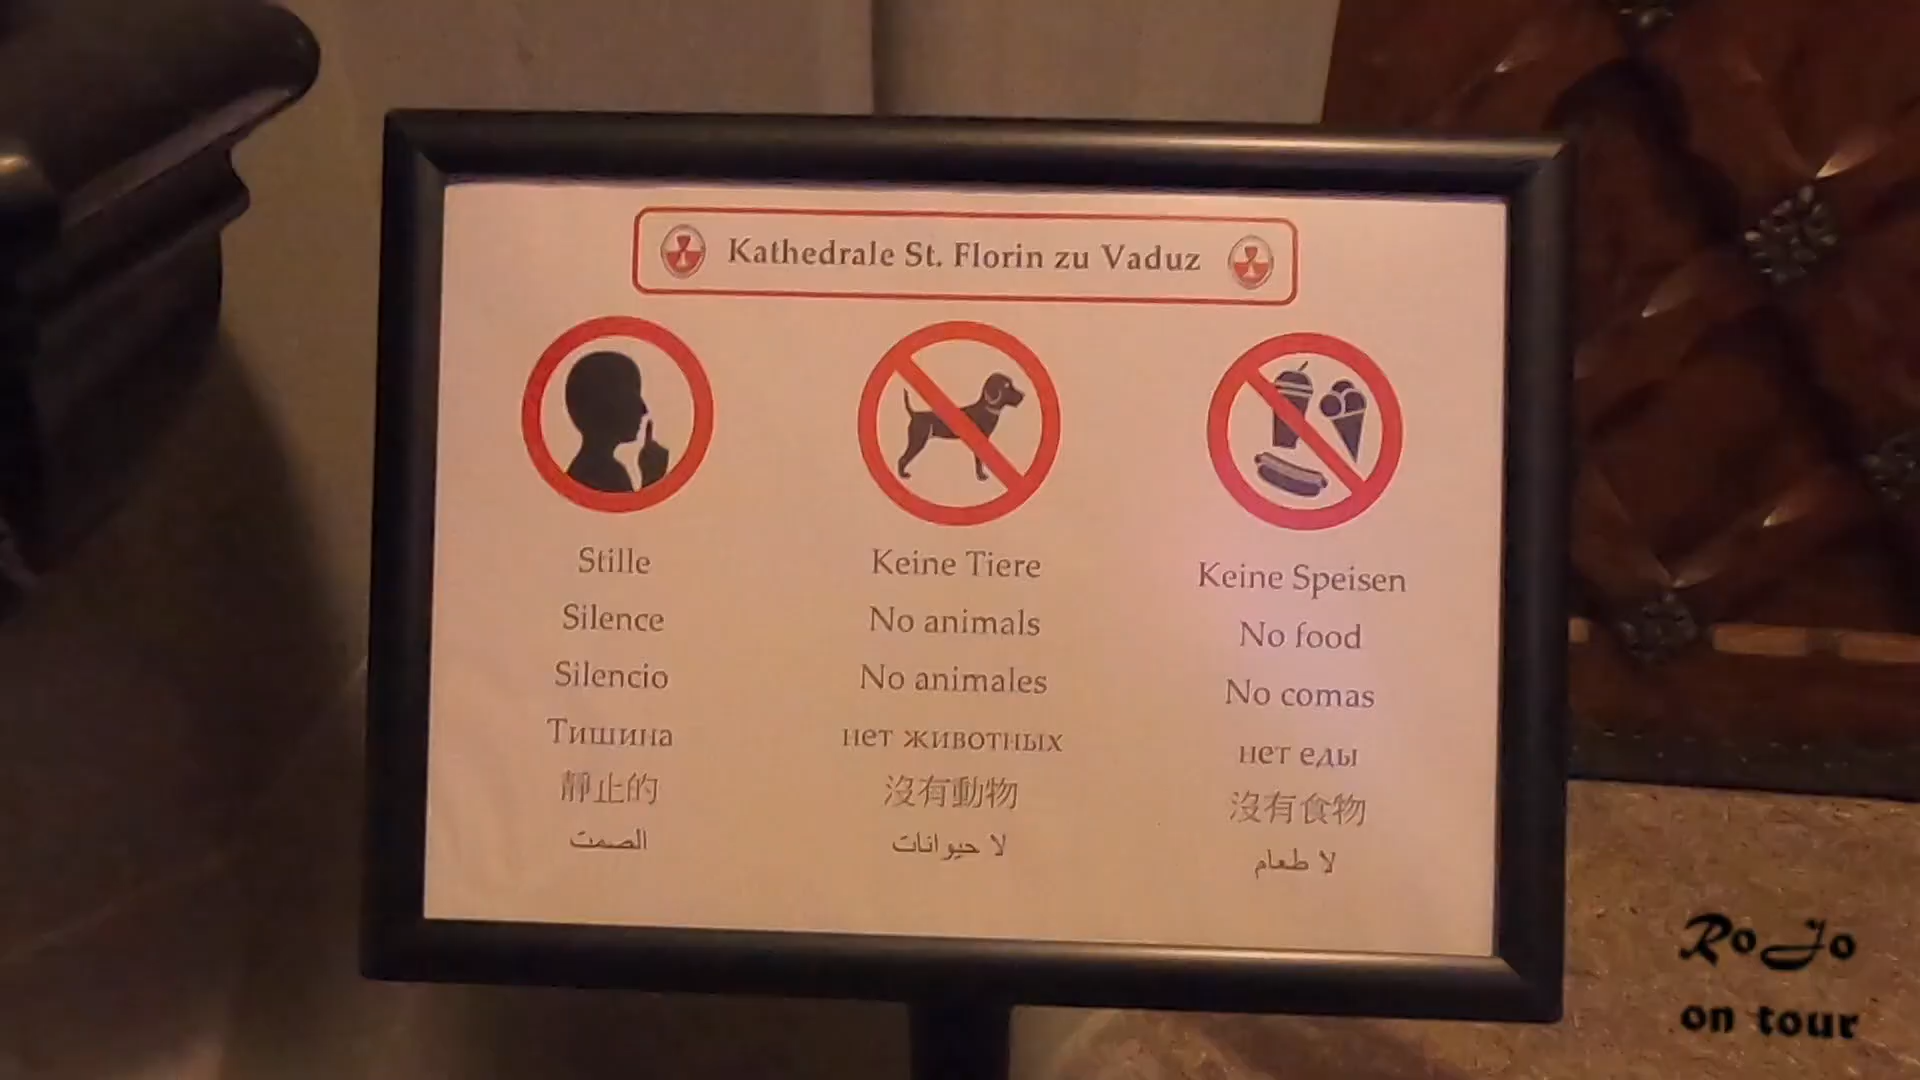 Kathedrale St. Florin zu Vaduz
Stille
Silence
Silencio
Тишина
靜止的
الصمت
Keine Tiere
No animals
No animales
нет животных
沒有動物
لا حيوانات
Keine Speisen
No food
No comas
нет еды
沒有食物
لا طعام
RoJo
on tour